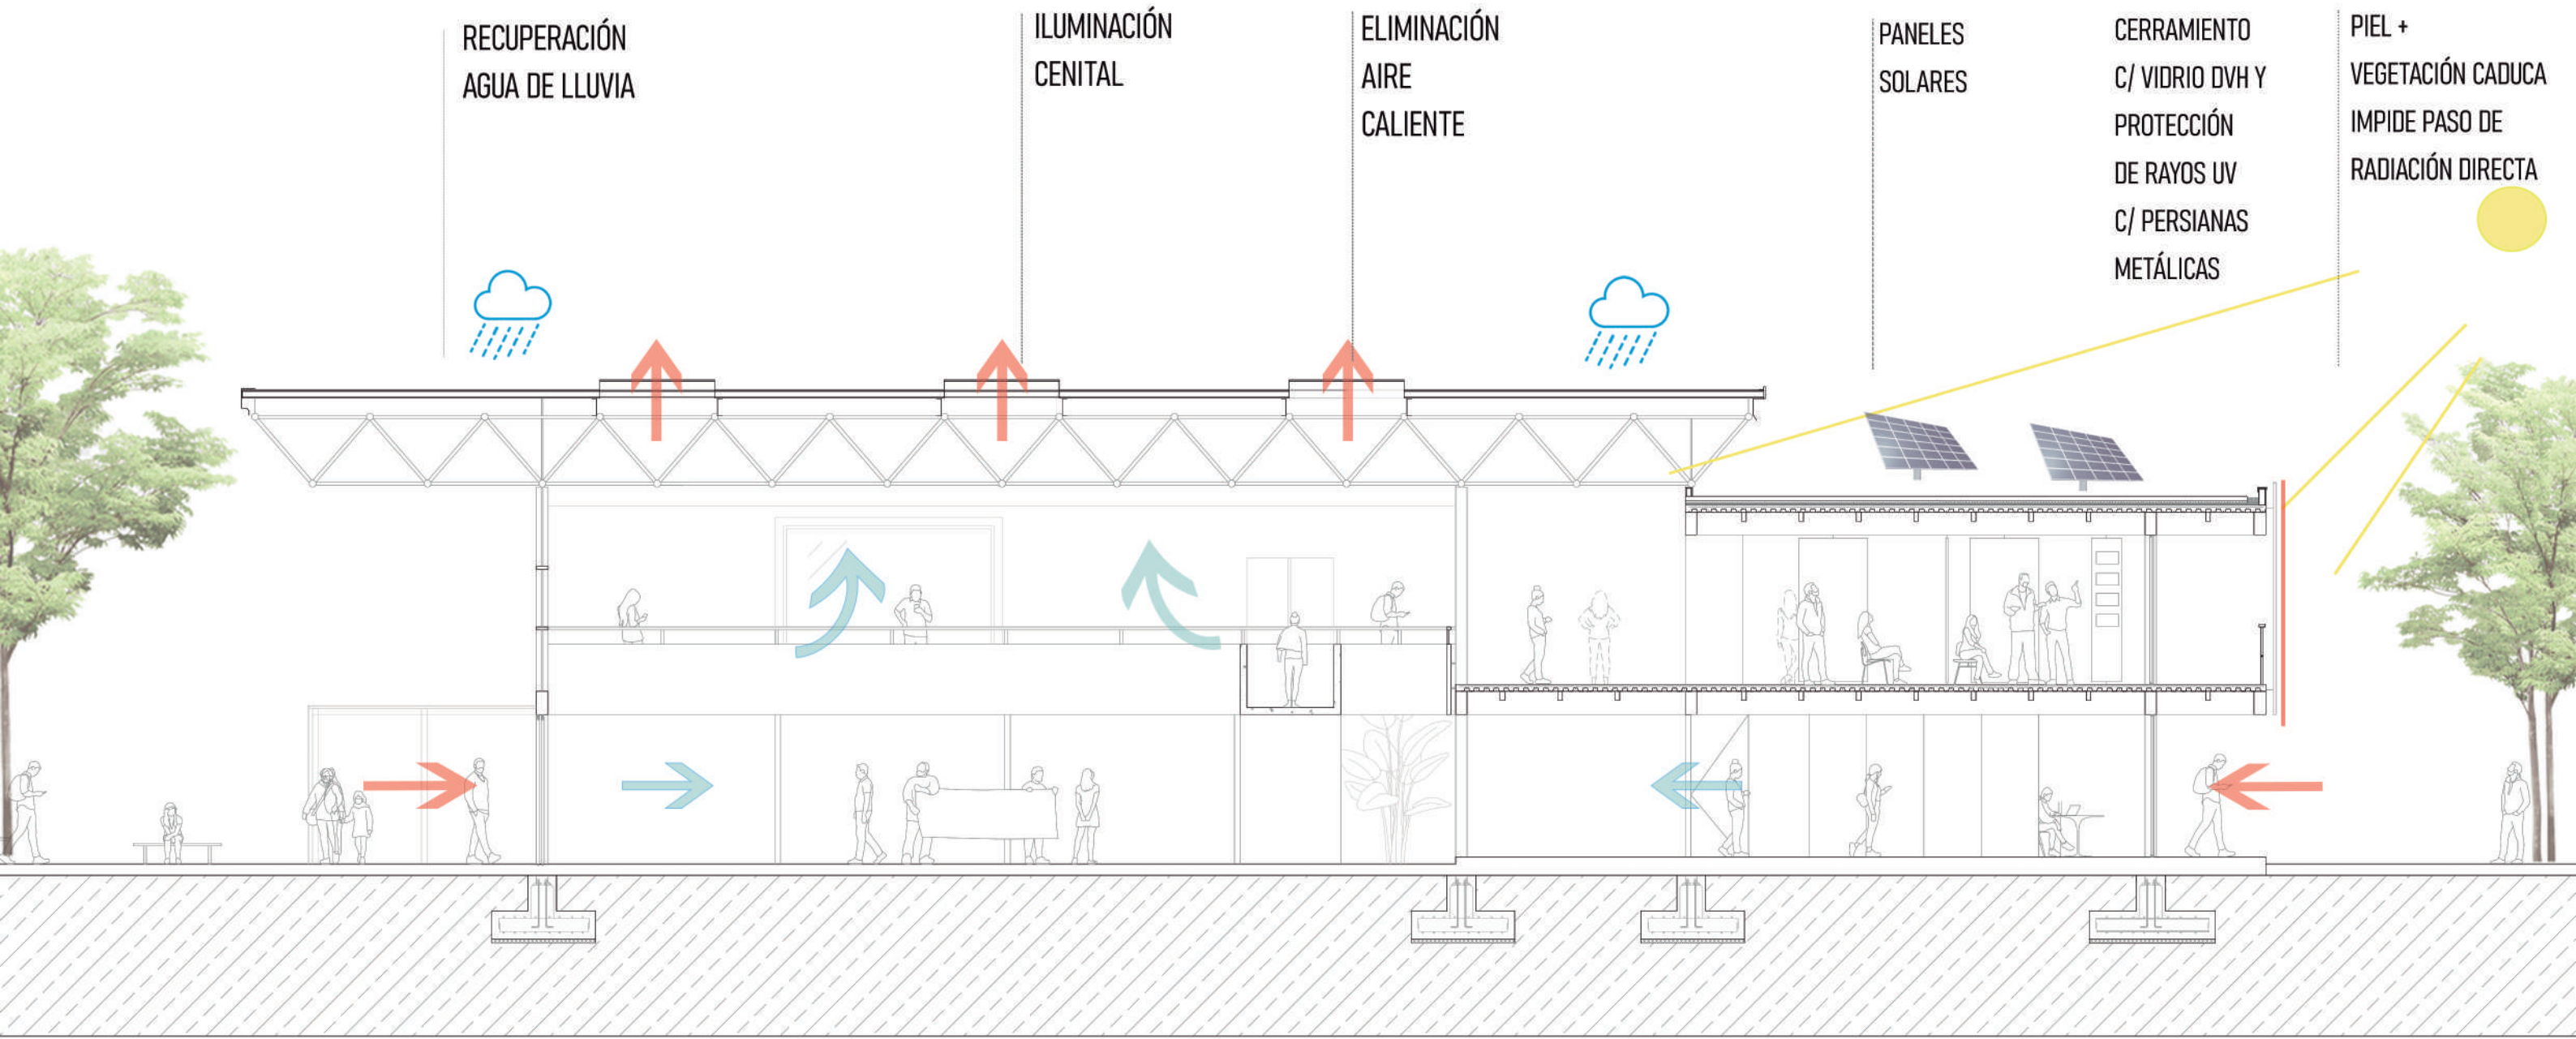 RECUPERACIÓN
AGUA DE LLUVIA
ILUMINACIÓN
CENITAL
ELIMINACIÓN
AIRE
CALIENTE
PANELES
SOLARES
CERRAMIENTO
C/ VIDRIO DVH Y
PROTECCIÓN
DE RAYOS UV
C/ PERSIANAS
METÁLICAS
PIEL +
VEGETACIÓN CADUCA
IMPIDE PASO DE
RADIACIÓN DIRECTA